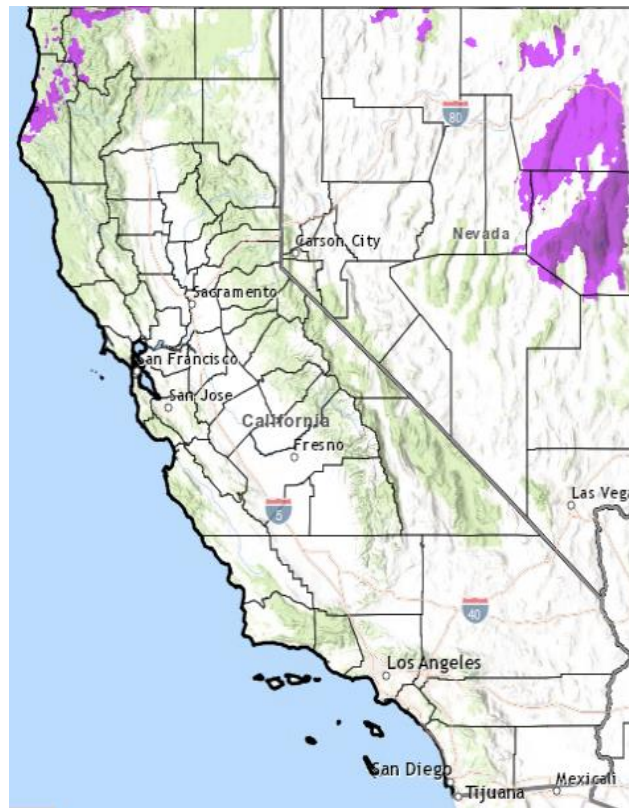 80
Nevada
Carson City
Sacramento
San Francisco
San Jose
California
Fresno
5
Las Vega
40
Los Angeles
San Diego
Tijuana
Mexicali